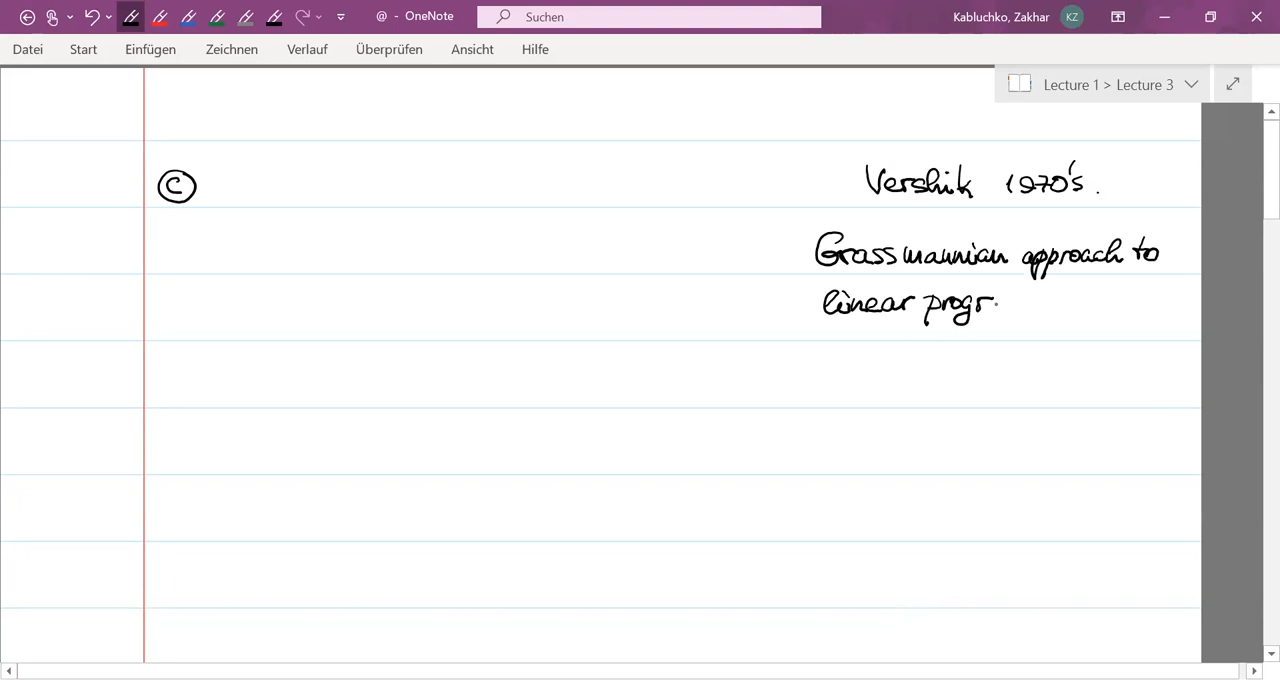 @ - OneNote
Suchen
Kabluchko, Zakhar
KZ
Datei Start Einfügen Zeichnen Verlauf Überprüfen Ansicht Hilfe
Lecture 1 > Lecture 3
©
Vershik 1970's.
Grassmannian approach to
linear progr